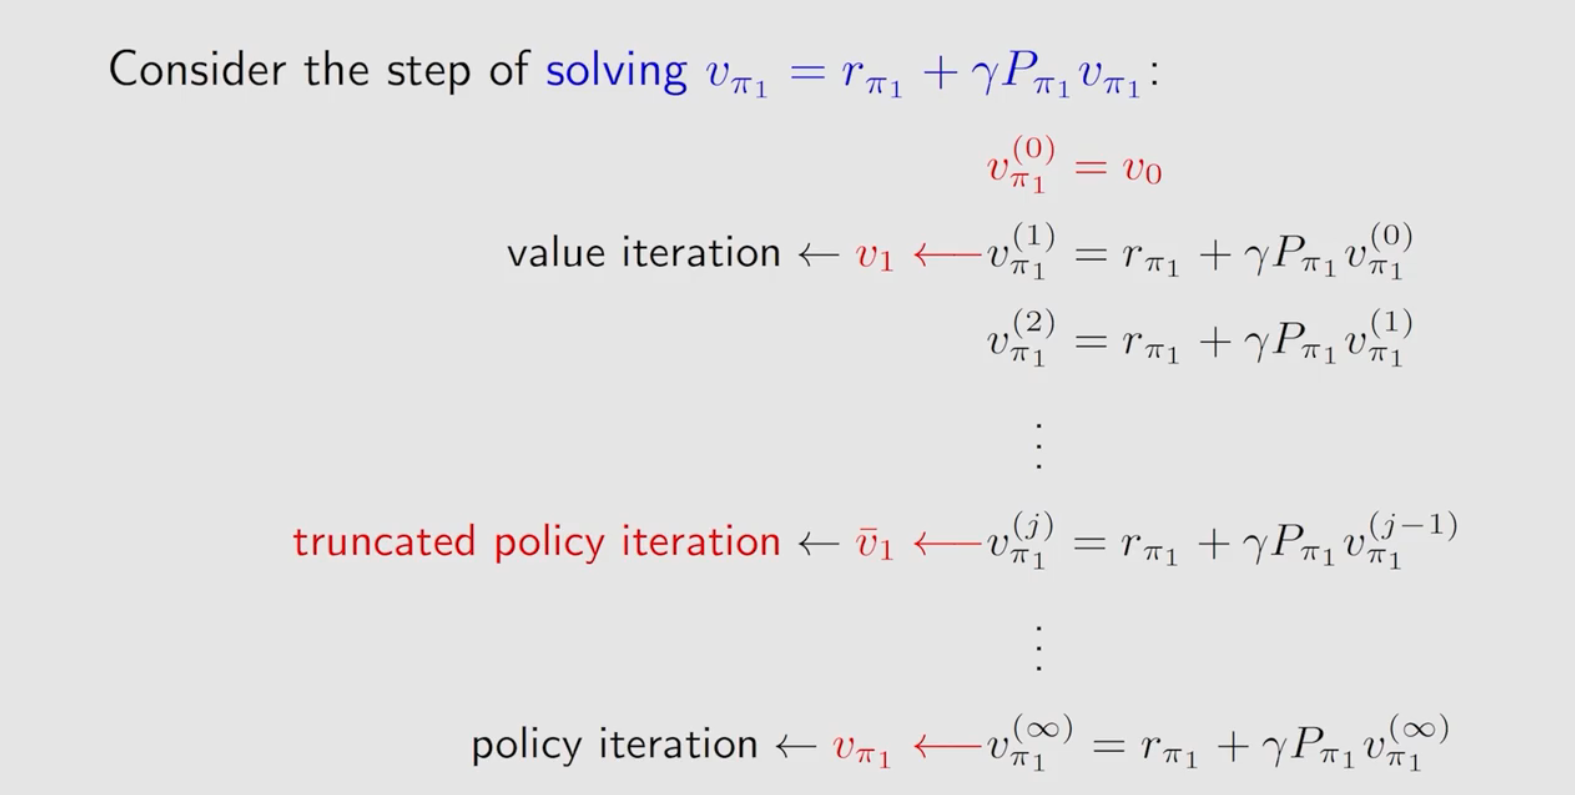 Consider the step of solving $v_{\pi_1} = r_{\pi_1} + \gamma P_{\pi_1} v_{\pi_1}$:
$v_{\pi_1}^{(0)} = v_0$
value iteration $\leftarrow v_1 \longleftarrow v_{\pi_1}^{(1)} = r_{\pi_1} + \gamma P_{\pi_1} v_{\pi_1}^{(0)}$
$v_{\pi_1}^{(2)} = r_{\pi_1} + \gamma P_{\pi_1} v_{\pi_1}^{(1)}$
$\vdots$
truncated policy iteration $\leftarrow \bar{v}_1 \longleftarrow v_{\pi_1}^{(j)} = r_{\pi_1} + \gamma P_{\pi_1} v_{\pi_1}^{(j-1)}$
$\vdots$
policy iteration $\leftarrow v_{\pi_1} \longleftarrow v_{\pi_1}^{(\infty)} = r_{\pi_1} + \gamma P_{\pi_1} v_{\pi_1}^{(\infty)}$